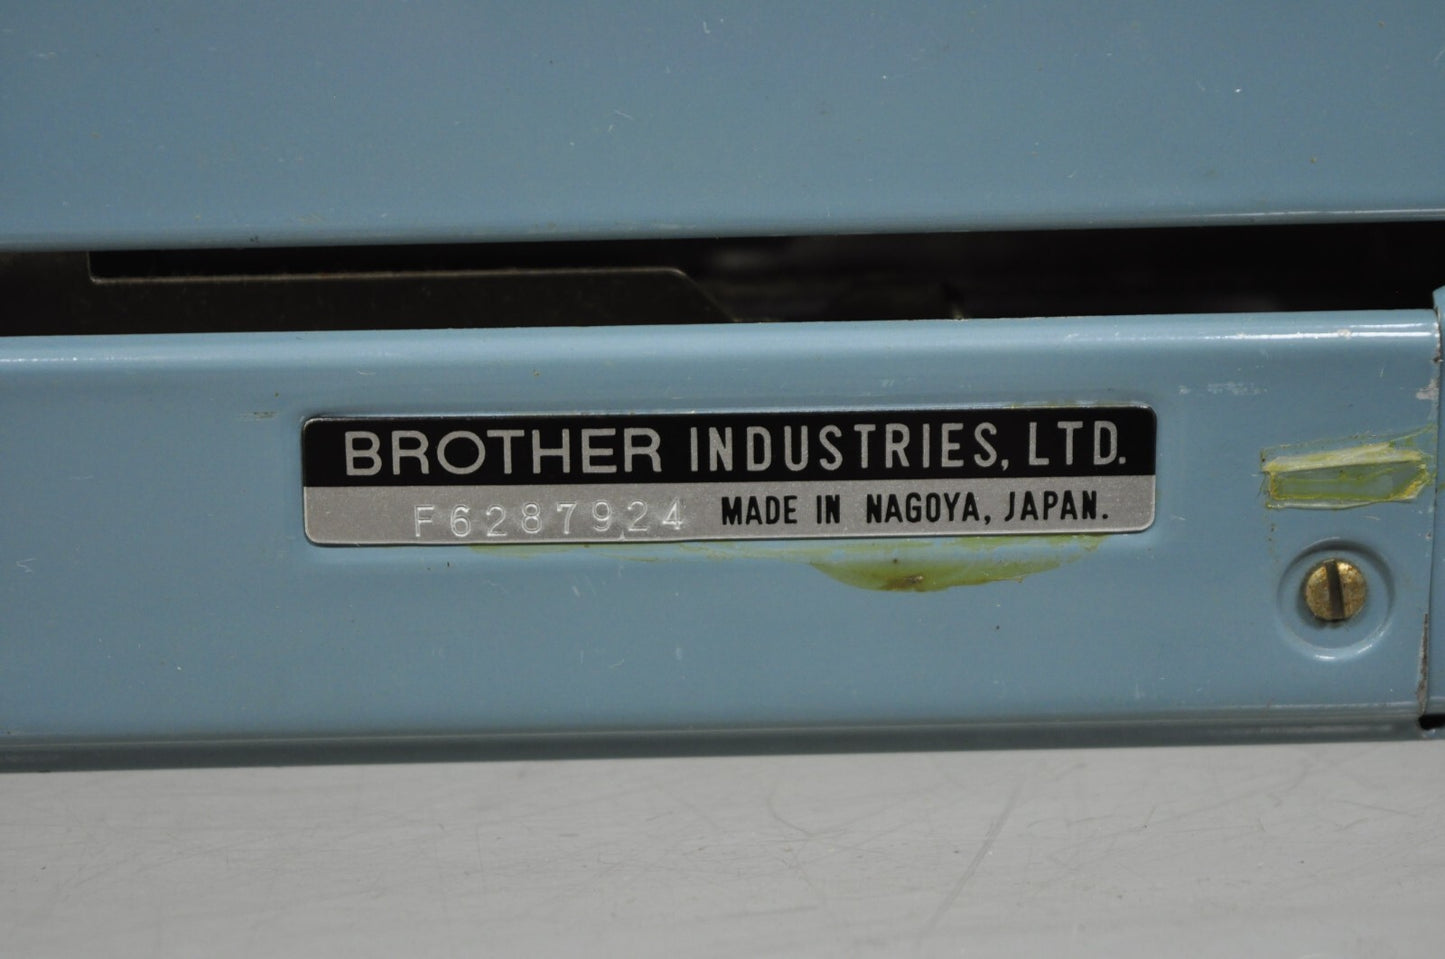 BROTHER INDUSTRIES, LTD.
F6287924 MADE IN NAGOYA, JAPAN.